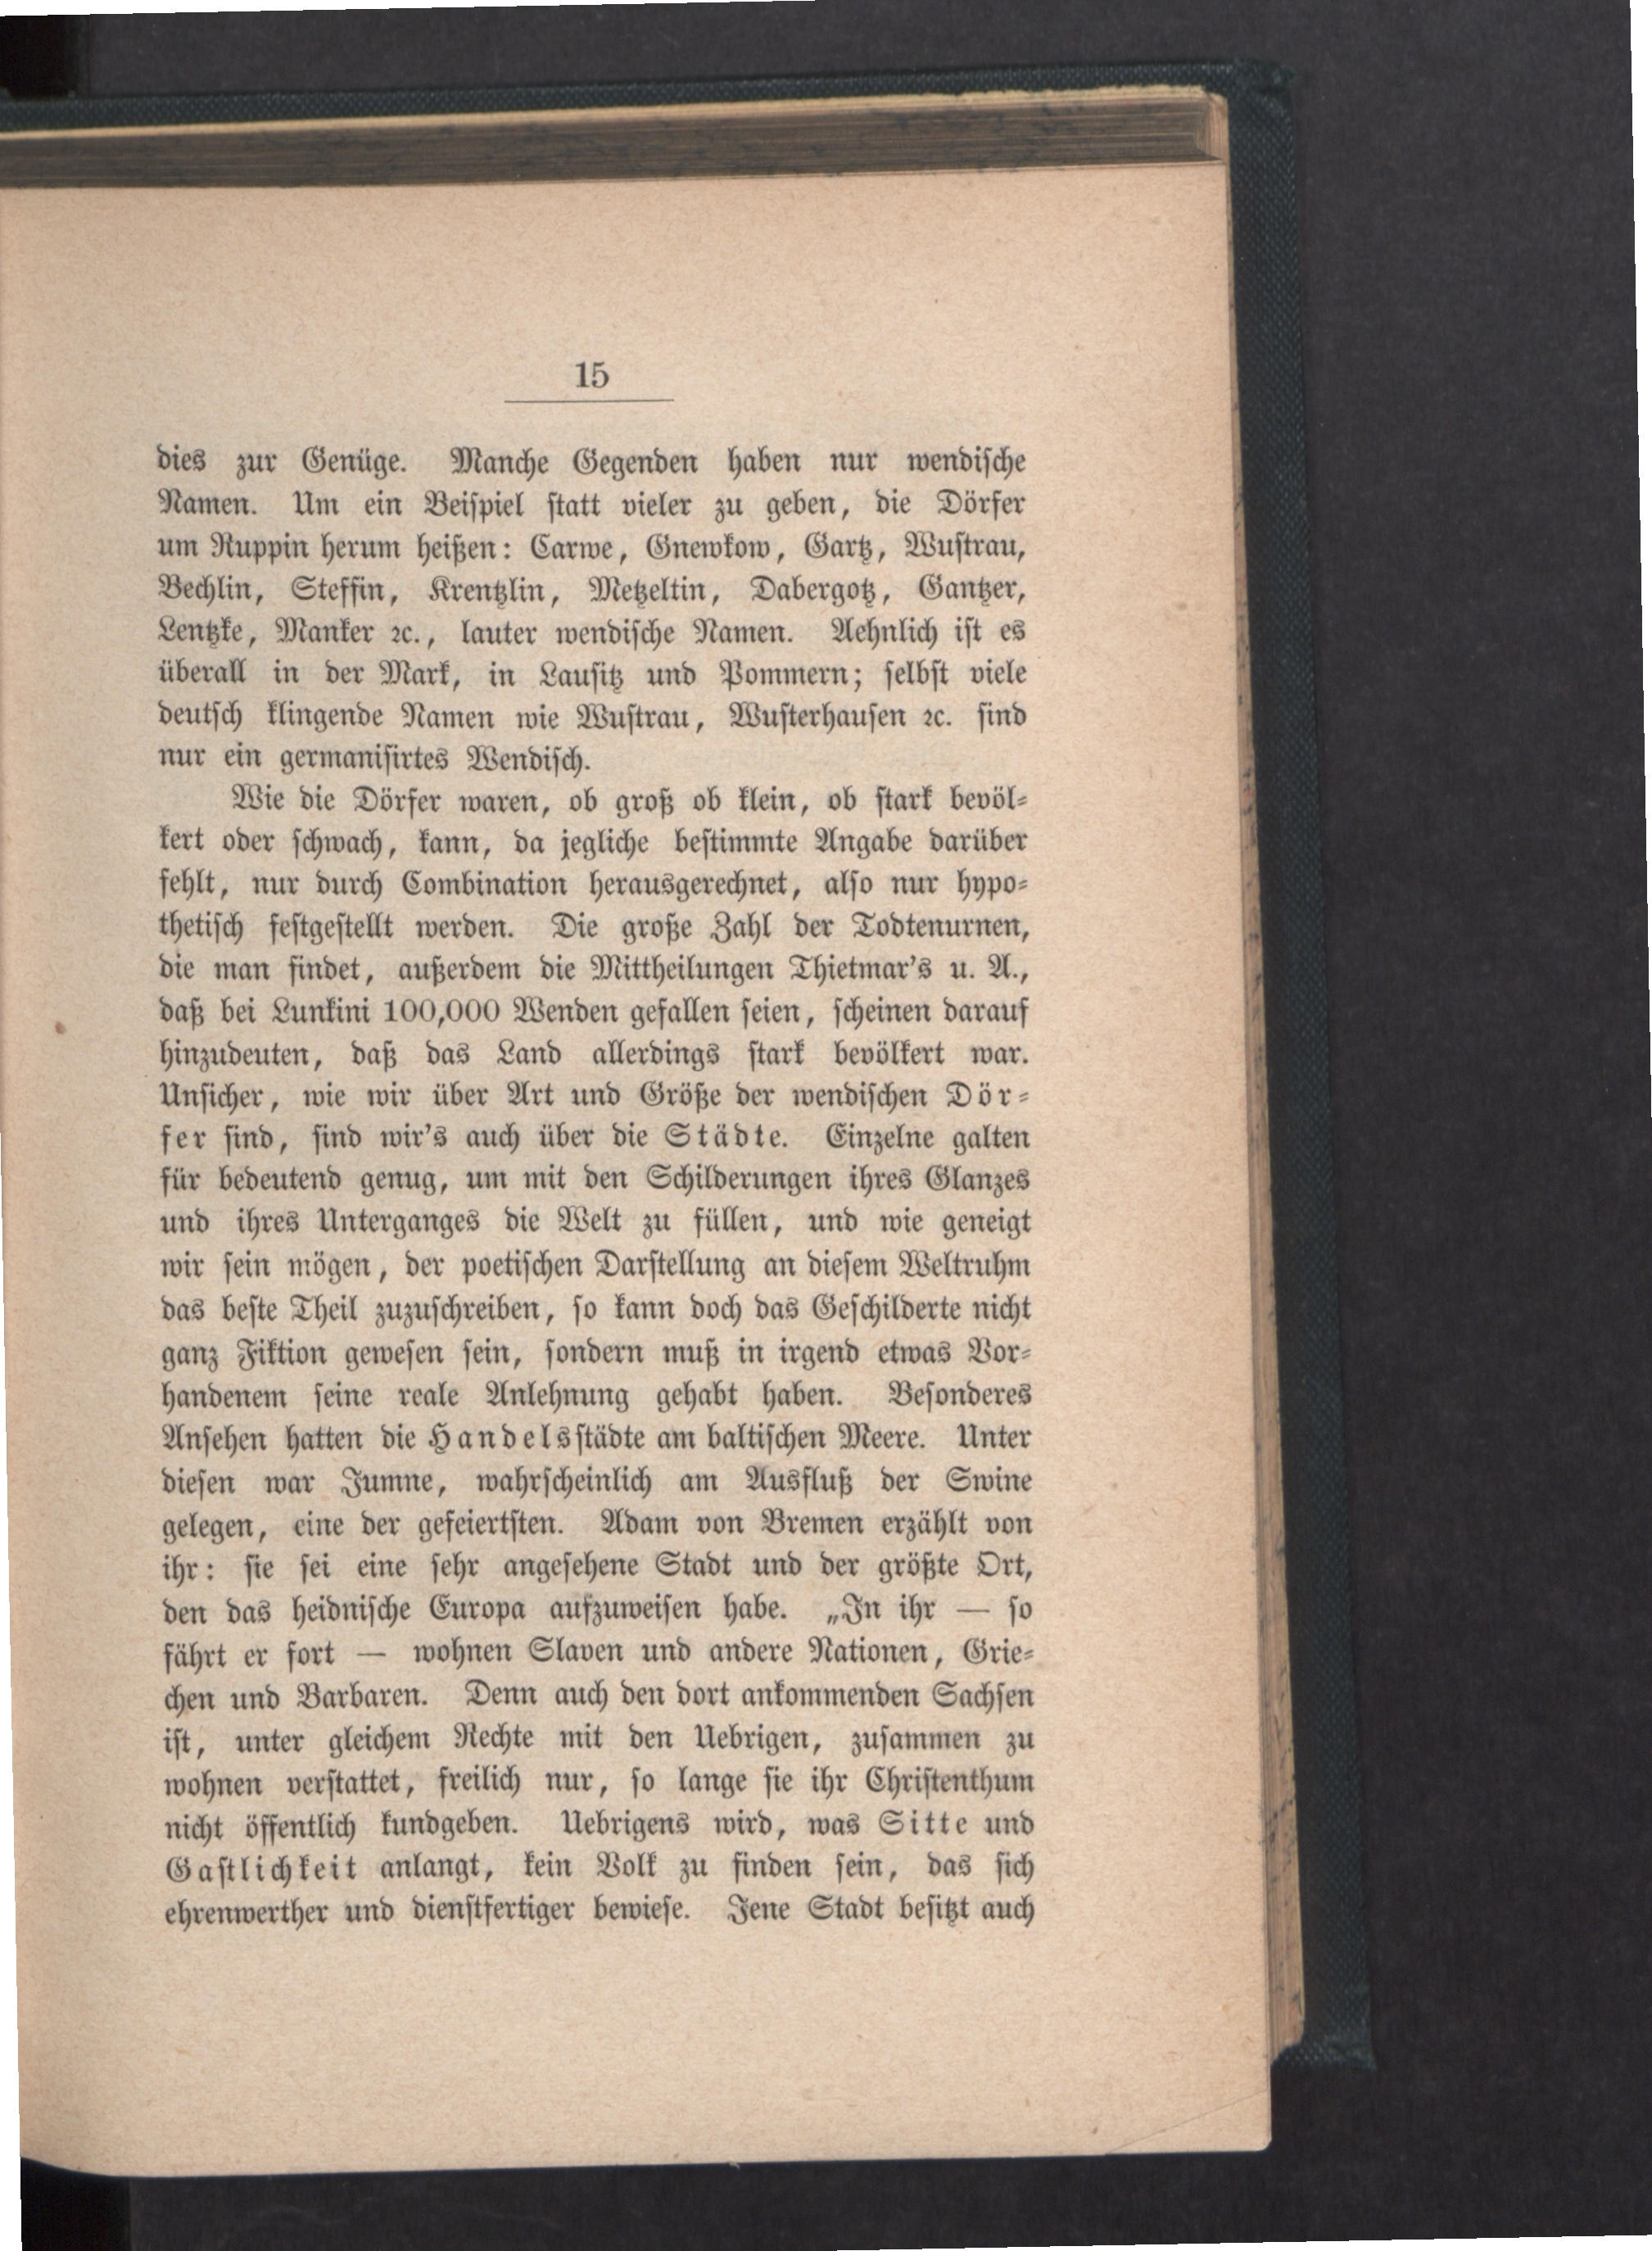 15
dies zur Genüge. Manche Gegenden haben nur wendische
Namen. Um ein Beispiel statt vieler zu geben, die Dörfer
um Ruppin herum heißen: Carwe, Gnewkow, Gartz, Wustrau,
Bechlin, Steffin, Krentzlin, Metzeltin, Dabergotz, Gantzer,
Lentzke, Manker ꝛc., lauter wendische Namen. Aehnlich ist es
überall in der Mark, in Lausitz und Pommern; selbst viele
deutsch klingende Namen wie Wustrau, Wusterhausen ꝛc. sind
nur ein germanisirtes Wendisch.
Wie die Dörfer waren, ob groß ob klein, ob stark bevöl-
kert oder schwach, kann, da jegliche bestimmte Angabe darüber
fehlt, nur durch Combination herausgerechnet, also nur hypo-
thetisch festgestellt werden. Die große Zahl der Todtenurnen,
die man findet, außerdem die Mittheilungen Thietmar's u. A.,
daß bei Lunkini 100,000 Wenden gefallen seien, scheinen darauf
hinzudeuten, daß das Land allerdings stark bevölkert war.
Unsicher, wie wir über Art und Größe der wendischen Dör-
fer sind, sind wir's auch über die Städte. Einzelne galten
für bedeutend genug, um mit den Schilderungen ihres Glanzes
und ihres Unterganges die Welt zu füllen, und wie geneigt
wir sein mögen, der poetischen Darstellung an diesem Weltruhm
das beste Theil zuzuschreiben, so kann doch das Geschilderte nicht
ganz Fiktion gewesen sein, sondern muß in irgend etwas Vor-
handenem seine reale Anlehnung gehabt haben. Besonderes
Ansehen hatten die Handelsstädte am baltischen Meere. Unter
diesen war Jumne, wahrscheinlich am Ausfluß der Swine
gelegen, eine der gefeiertsten. Adam von Bremen erzählt von
ihr: sie sei eine sehr angesehene Stadt und der größte Ort,
den das heidnische Europa aufzuweisen habe. „In ihr — so
fährt er fort — wohnen Slaven und andere Nationen, Grie-
chen und Barbaren. Denn auch den dort ankommenden Sachsen
ist, unter gleichem Rechte mit den Uebrigen, zusammen zu
wohnen verstattet, freilich nur, so lange sie ihr Christenthum
nicht öffentlich kundgeben. Uebrigens wird, was Sitte und
Gastlichkeit anlangt, kein Volk zu finden sein, das sich
ehrenwerther und dienstfertiger bewiese. Jene Stadt besitzt auch